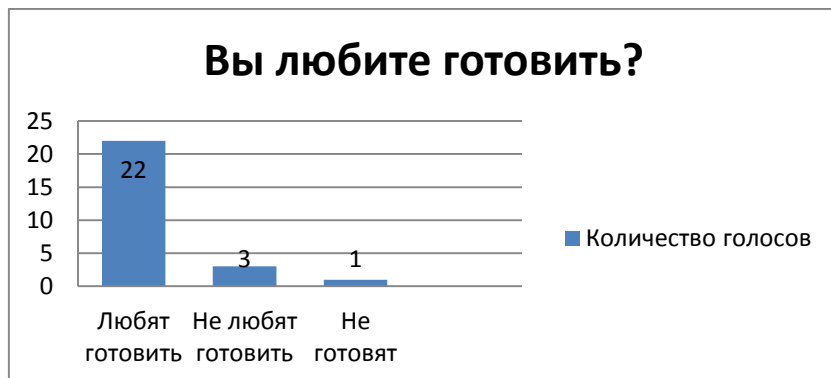 Вы любите готовить?
25
20
15
10
5
0
22
3
1
Любят готовить
Не любят готовить
Не готовят
Количество голосов